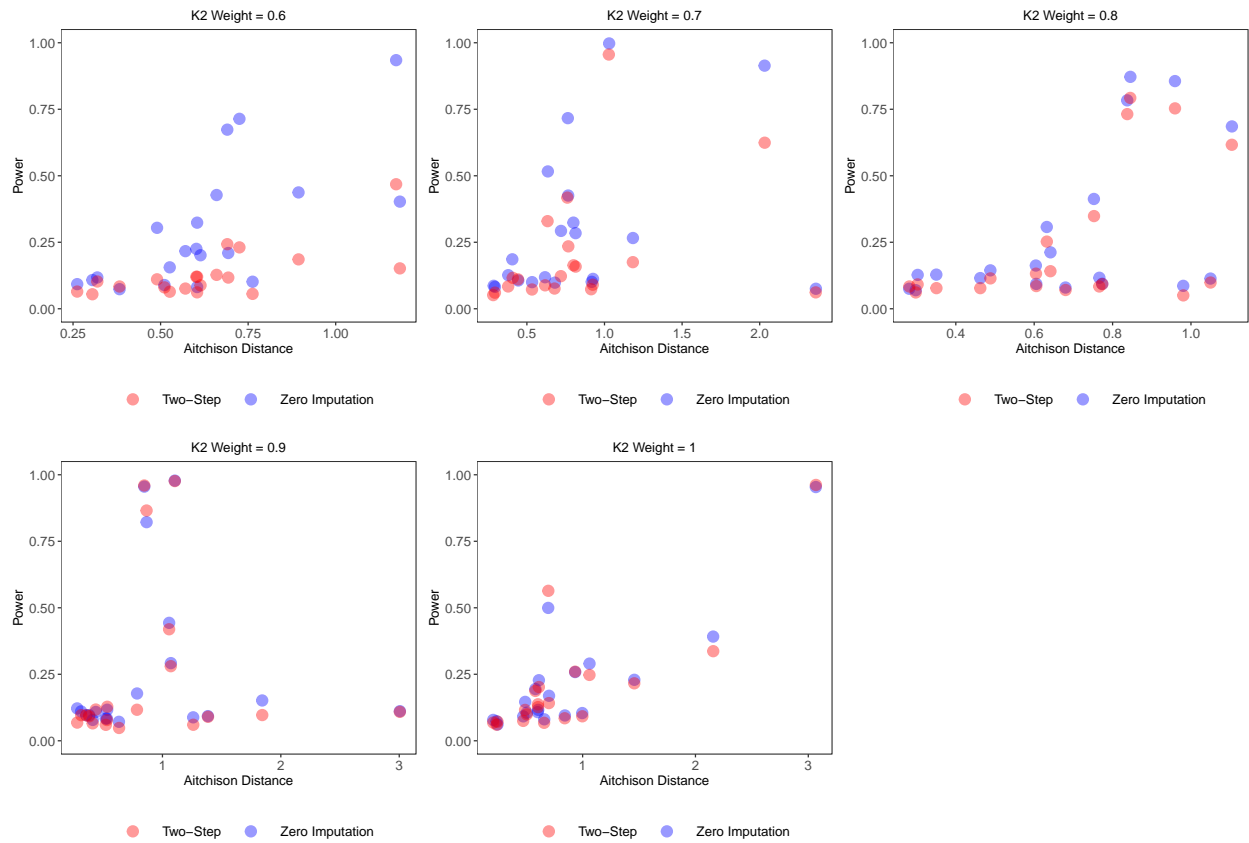 K2 Weight = 0.6
1.00
0.75
0.50
0.25
0.00
Power
0.25 0.50 0.75 1.00
Aitchison Distance
Two−Step Zero Imputation
K2 Weight = 0.7
1.00
0.75
0.50
0.25
0.00
Power
0.5 1.0 1.5 2.0
Aitchison Distance
Two−Step Zero Imputation
K2 Weight = 0.8
1.00
0.75
0.50
0.25
0.00
Power
0.4 0.6 0.8 1.0
Aitchison Distance
Two−Step Zero Imputation
K2 Weight = 0.9
1.00
0.75
0.50
0.25
0.00
Power
1 2 3
Aitchison Distance
Two−Step Zero Imputation
K2 Weight = 1
1.00
0.75
0.50
0.25
0.00
Power
1 2 3
Aitchison Distance
Two−Step Zero Imputation